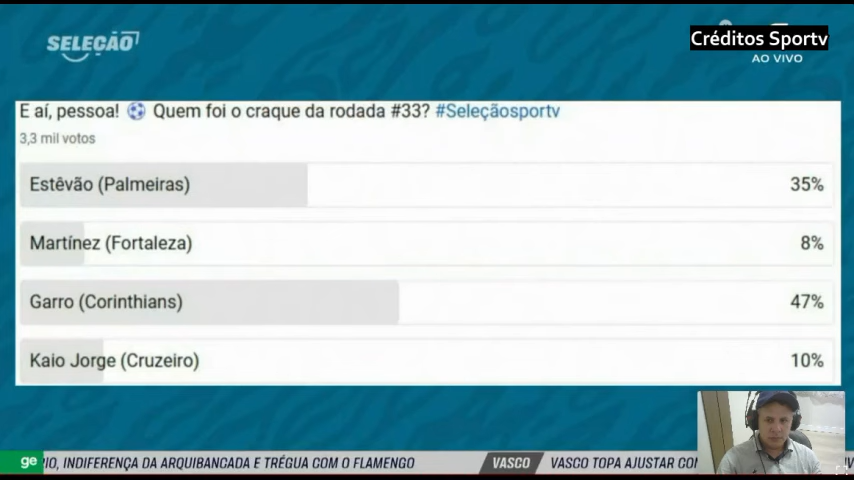 SELEÇÃO
Créditos Sportv
AO VIVO
E aí, pessoa! ⚽ Quem foi o craque da rodada #33? #Seleçãosportv
3,3 mil votos
Estêvão (Palmeiras) 35%
Martínez (Fortaleza) 8%
Garro (Corinthians) 47%
Kaio Jorge (Cruzeiro) 10%
ge IO, INDIFERENÇA DA ARQUIBANCADA E TRÉGUA COM O FLAMENGO VASCO VASCO TOPA AJUSTAR